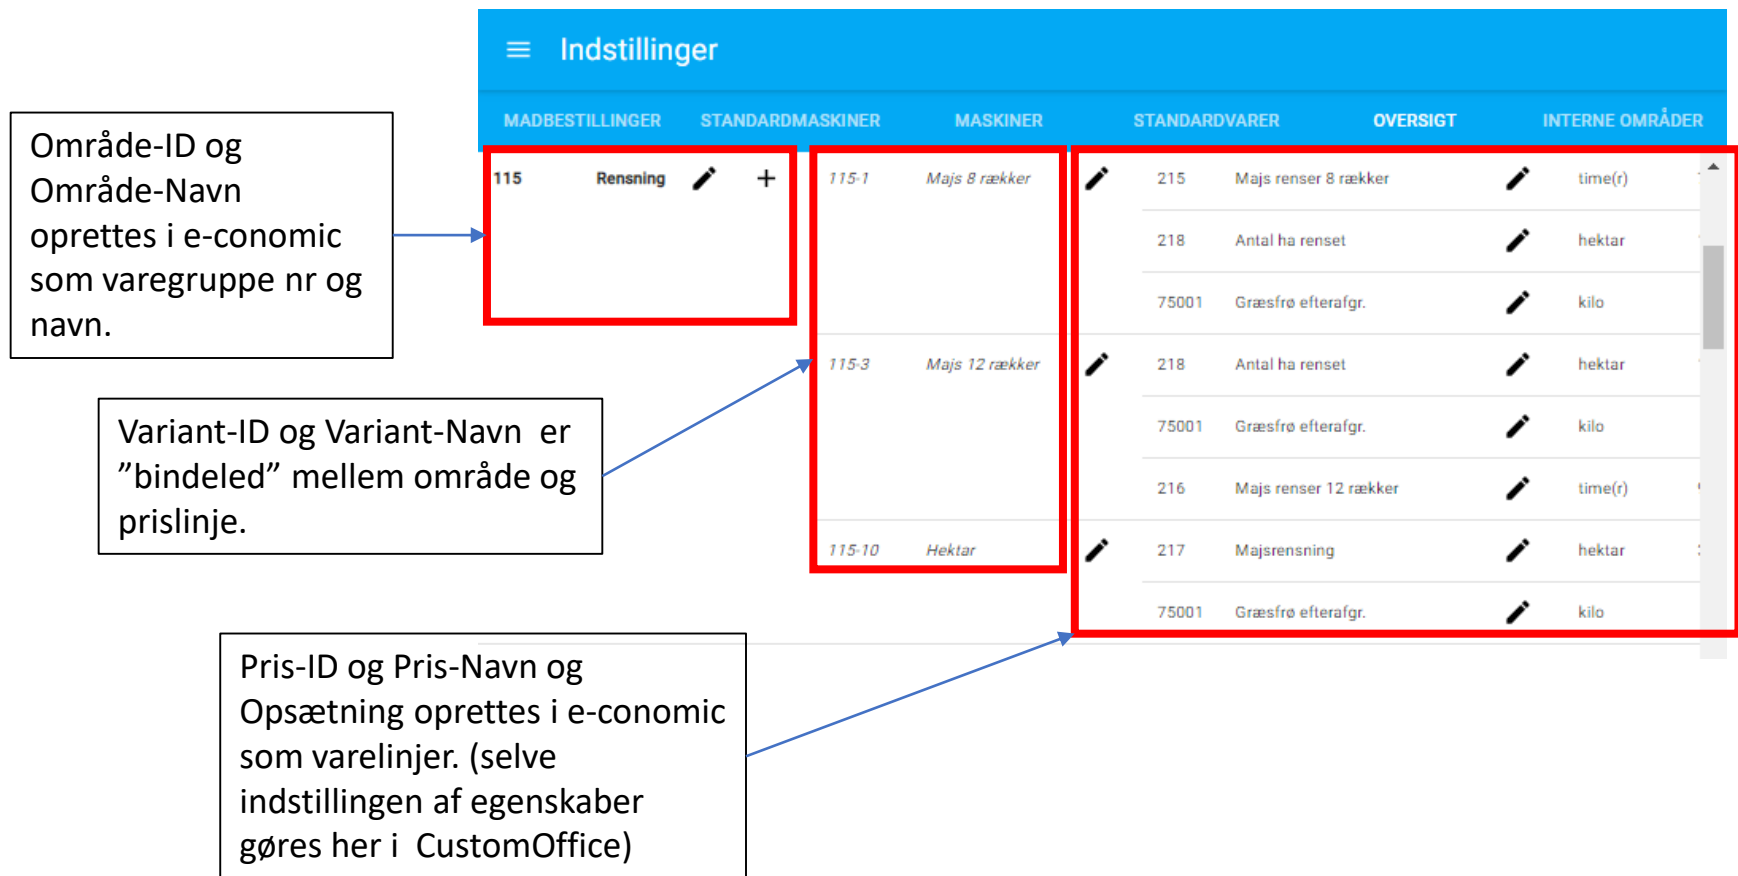 Indstillinger
MADBESTILLINGER STANDARDMASKINER MASKINER STANDARDVARER OVERSIGT INTERNE OMRÅDER
Område-ID og
Område-Navn
oprettes i e-conomic
som varegruppe nr og
navn.
115 Rensning 115-1 Majs 8 rækker 215 Majs renser 8 rækker time(r)
218 Antal ha renset hektar
75001 Græsfrø efterafgr. kilo
115-3 Majs 12 rækker 218 Antal ha renset hektar
75001 Græsfrø efterafgr. kilo
216 Majs renser 12 rækker time(r)
115-10 Hektar 217 Majsrensning hektar
75001 Græsfrø efterafgr. kilo
Variant-ID og Variant-Navn er
”bindeled” mellem område og
prislinje.
Pris-ID og Pris-Navn og
Opsætning oprettes i e-conomic
som varelinjer. (selve
indstillingen af egenskaber
gøres her i CustomOffice)